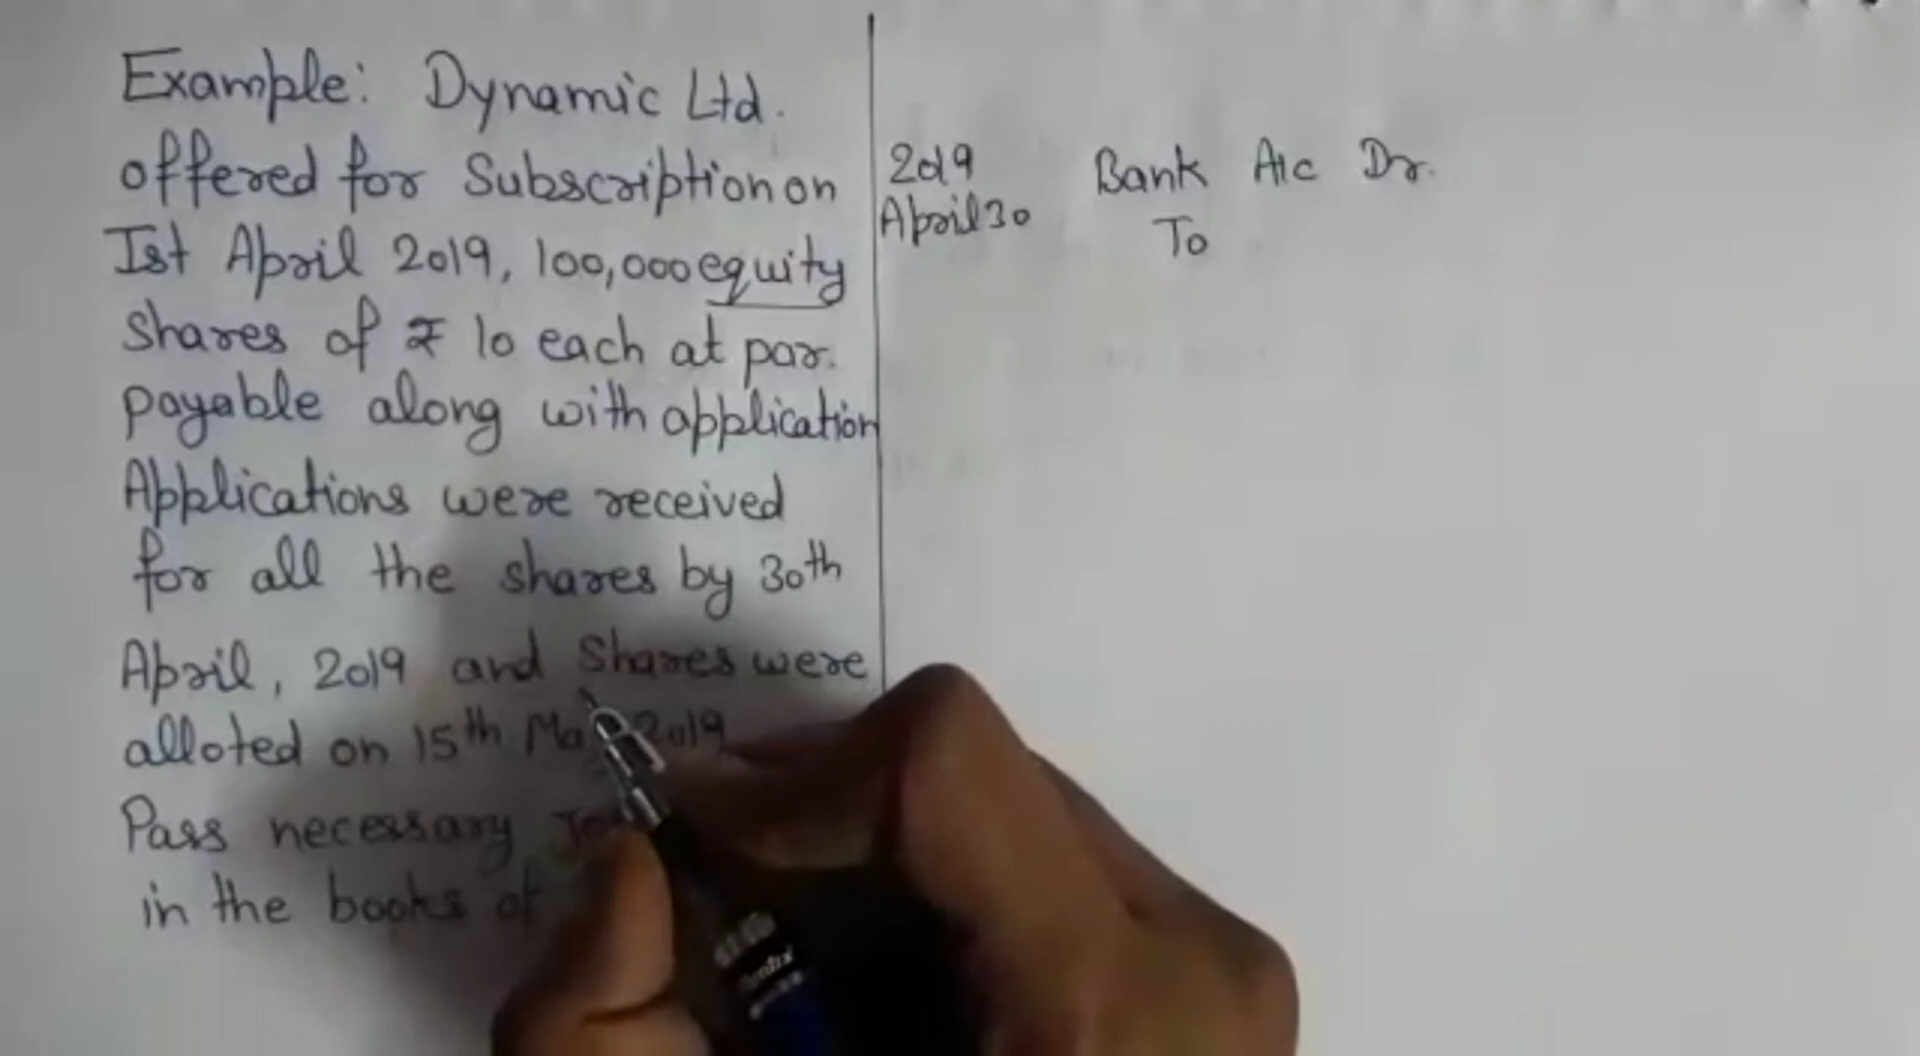 Example: Dynamic Ltd.
offered for Subscription on
Ist April 2019, 100,000 equity
Shares of ₹ 10 each at par.
payable along with application
Applications were received
for all the shares by 30th
April, 2019 and Shares were
alloted on 15th 2019
Pass necessary
in the books of
2019 Bank A/c Dr.
April 30 To